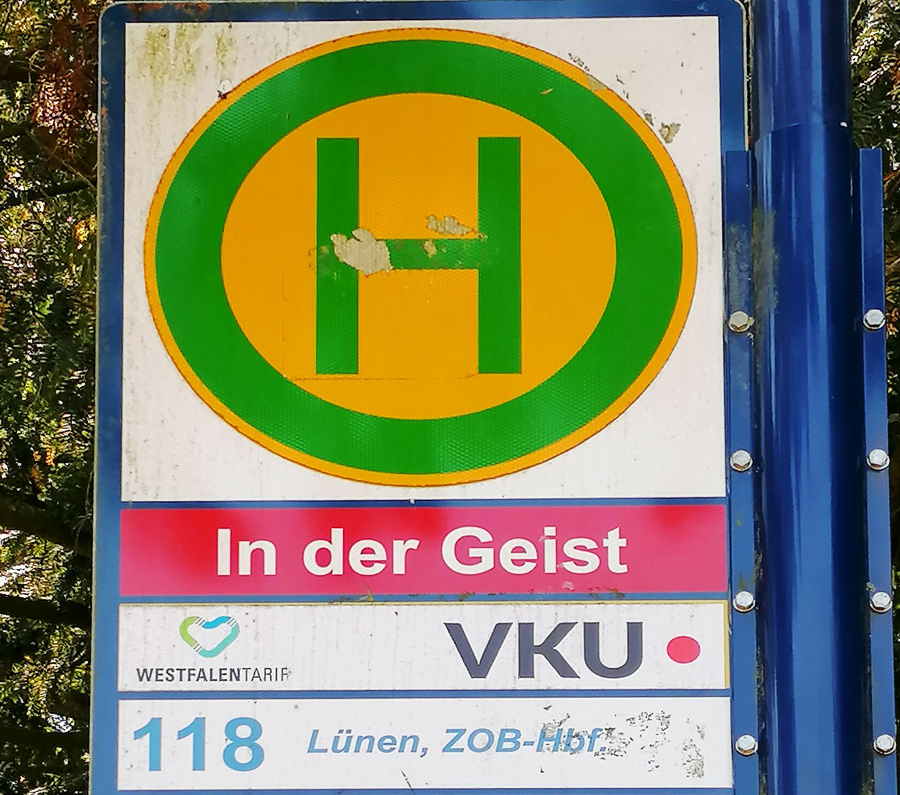 H
In der Geist
WESTFALENTARIF
VKU
118 Lünen, ZOB-Hbf.